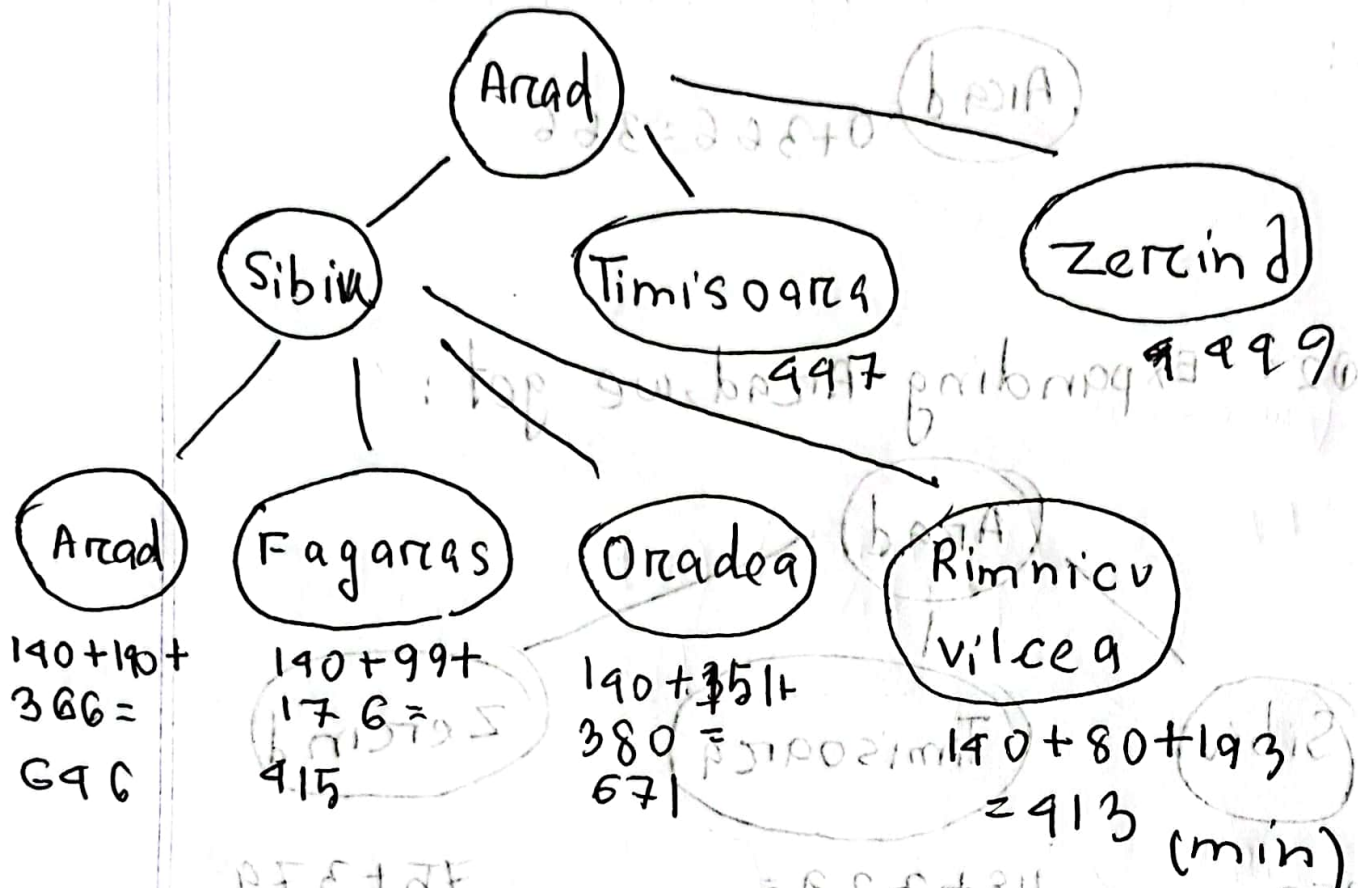 Arad
Sibiu
Timisoara
Zerind
447
449
Arad
Fagaras
Oradea
Rimnicu
vilcea
140+140+
366=
646
140+99+
176=
415
140+151+
380=
671
140+80+193
=413
(min)